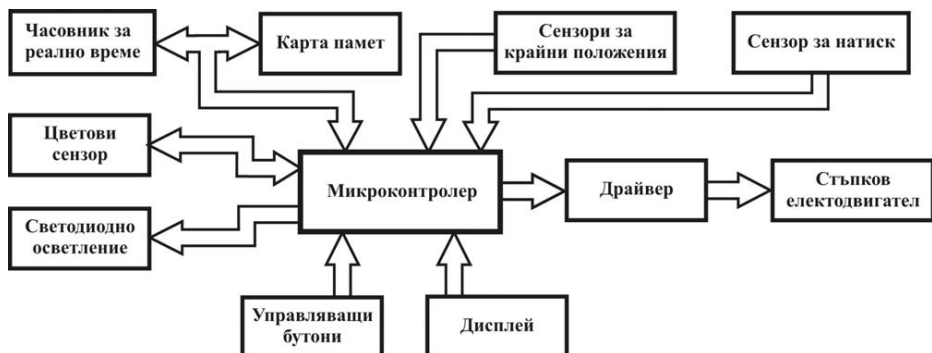 Часовник за
реално време
Карта памет
Сензори за
крайни положения
Сензор за натиск
Цветови
сензор
Микроконтролер
Драйвер
Стъпков
електодвигател
Светодиодно
осветление
Управляващи
бутони
Дисплей